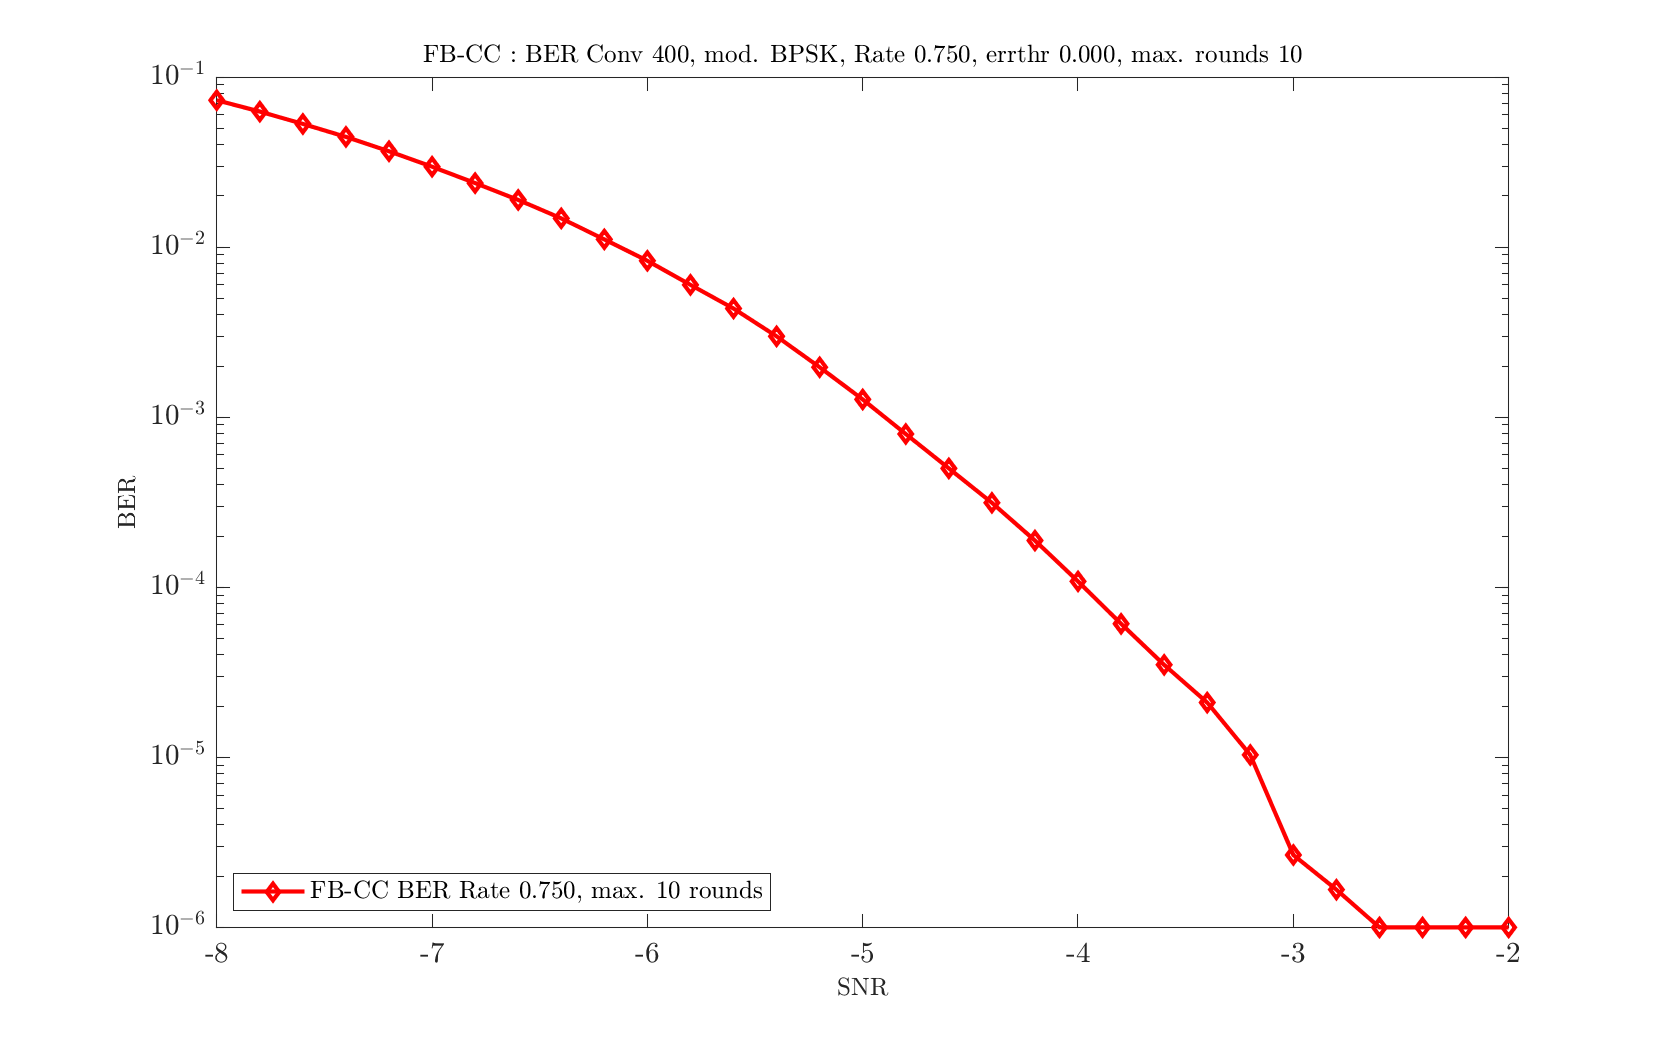 FB-CC : BER Conv 400, mod. BPSK, Rate 0.750, errthr 0.000, max. rounds 10
10^{-1}
10^{-2}
10^{-3}
10^{-4}
10^{-5}
10^{-6}
BER
FB-CC BER Rate 0.750, max. 10 rounds
-8 -7 -6 -5 -4 -3 -2
SNR